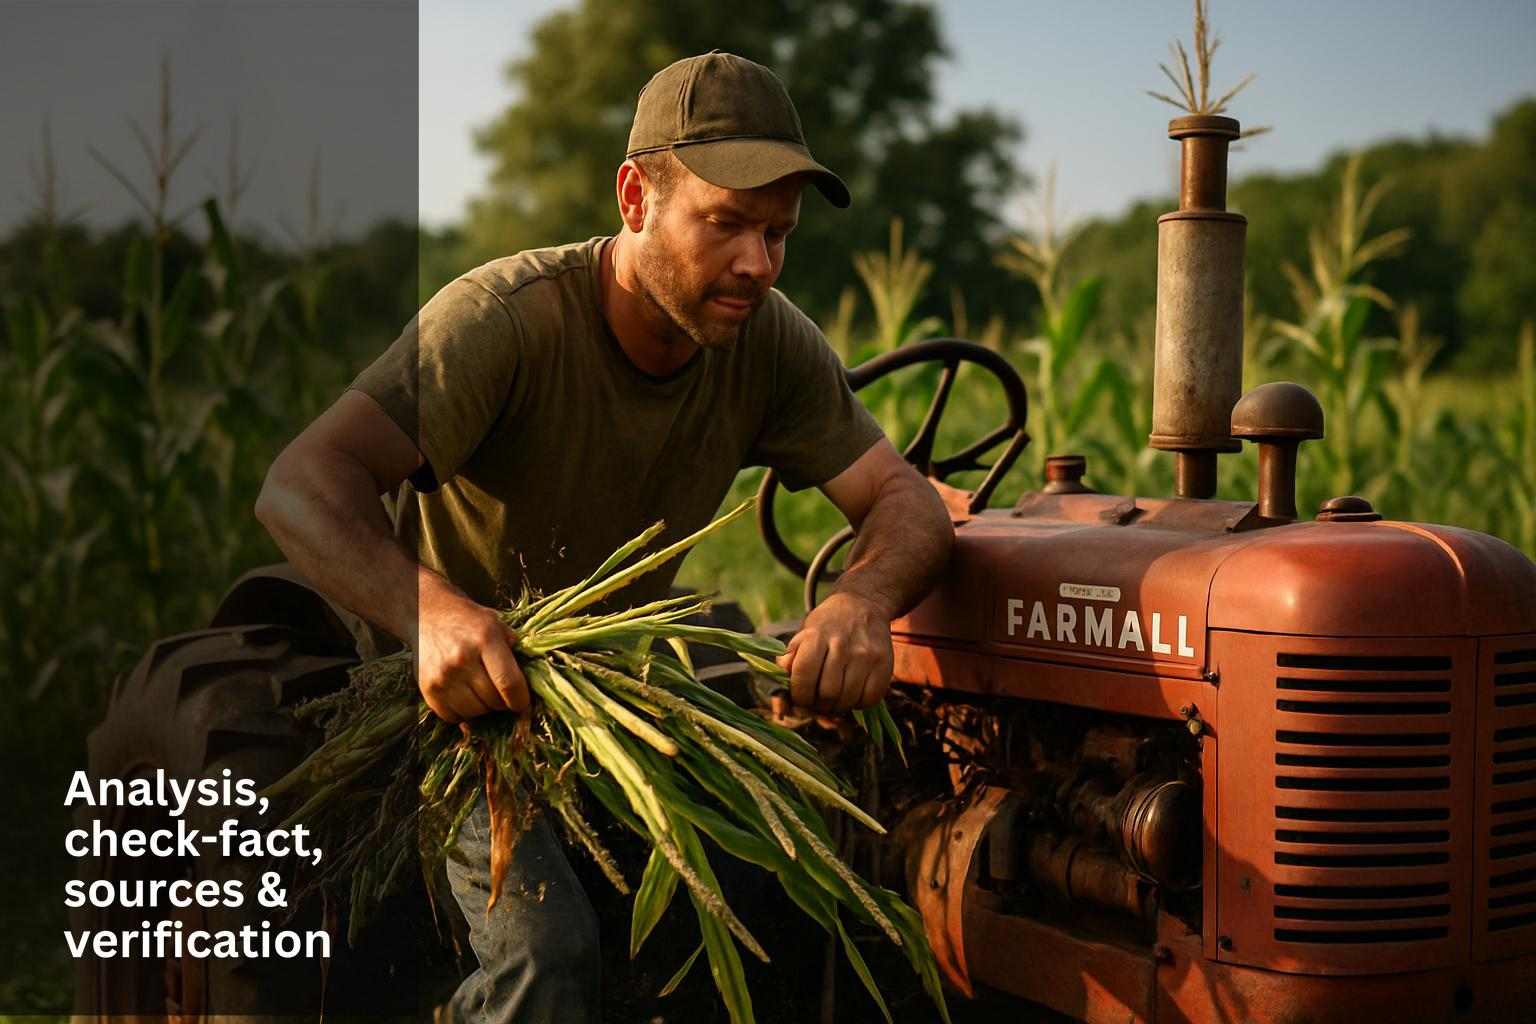 Analysis,
check-fact,
sources &
verification
FARMALL